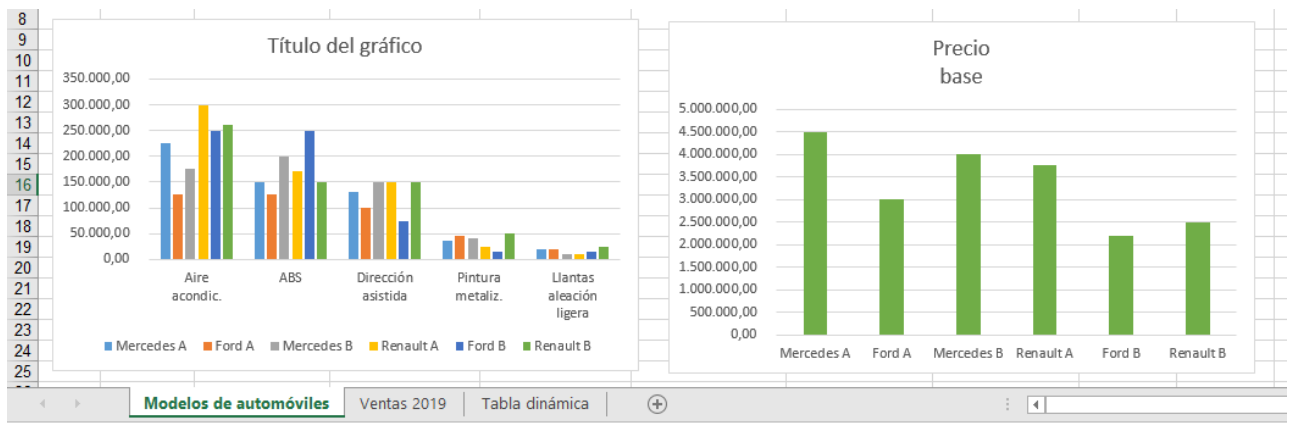 8
9
10
11
12
13
14
15
16
17
18
19
20
21
22
23
24
25
Título del gráfico
350.000,00
300.000,00
250.000,00
200.000,00
150.000,00
100.000,00
50.000,00
0,00
Aire
acondic.
ABS
Dirección
asistida
Pintura
metaliz.
Llantas
aleación
ligera
Mercedes A Ford A Mercedes B Renault A Ford B Renault B
Precio
base
5.000.000,00
4.500.000,00
4.000.000,00
3.500.000,00
3.000.000,00
2.500.000,00
2.000.000,00
1.500.000,00
1.000.000,00
500.000,00
0,00
Mercedes A Ford A Mercedes B Renault A Ford B Renault B
Modelos de automóviles Ventas 2019 Tabla dinámica